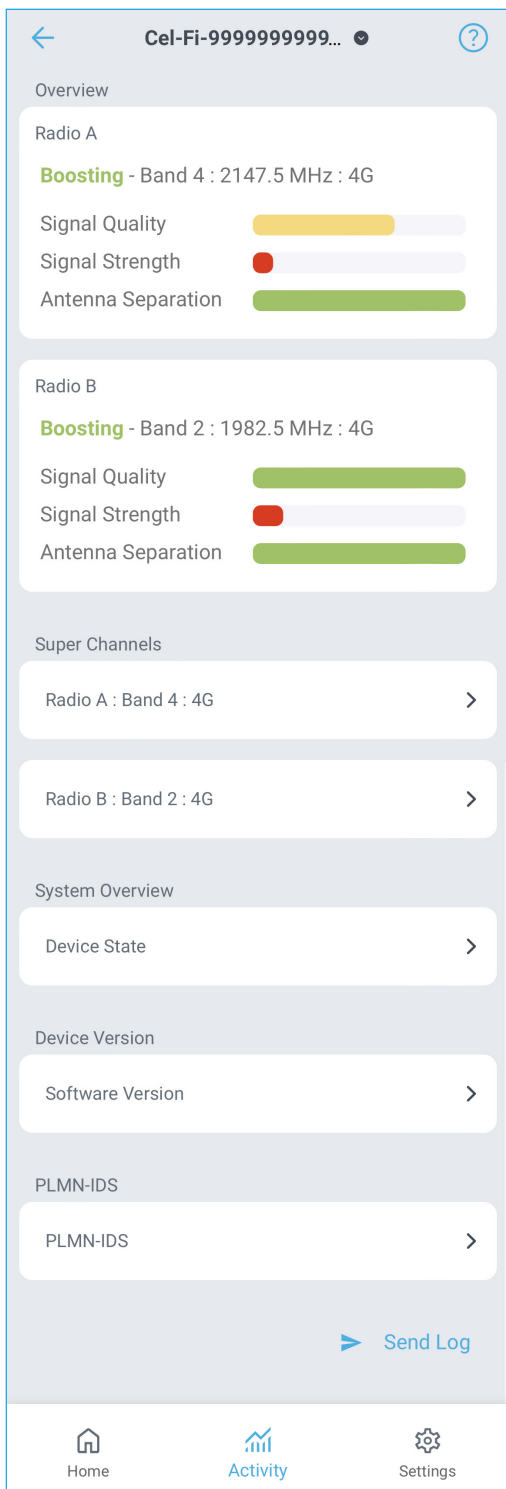 Cel-Fi-9999999999...
Overview
Radio A
Boosting - Band 4 : 2147.5 MHz : 4G
Signal Quality
Signal Strength
Antenna Separation
Radio B
Boosting - Band 2 : 1982.5 MHz : 4G
Signal Quality
Signal Strength
Antenna Separation
Super Channels
Radio A : Band 4 : 4G
Radio B : Band 2 : 4G
System Overview
Device State
Device Version
Software Version
PLMN-IDS
PLMN-IDS
Send Log
Home Activity Settings